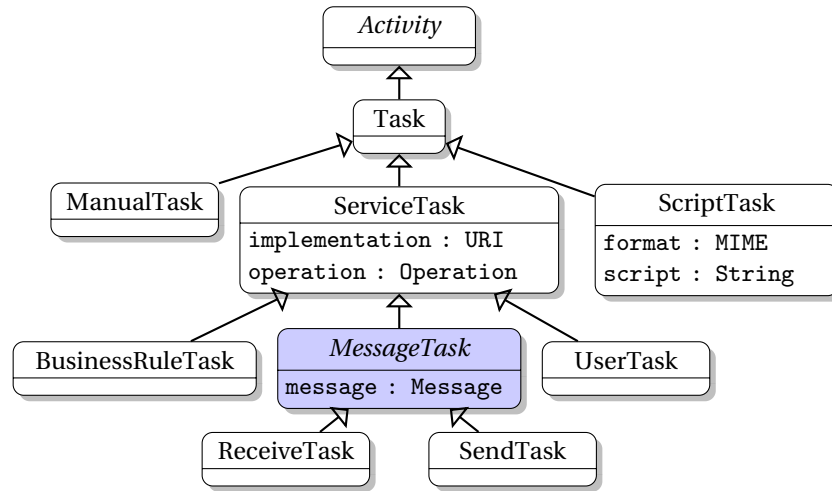 Activity
Task
ManualTask
ServiceTask
implementation : URI
operation : Operation
ScriptTask
format : MIME
script : String
BusinessRuleTask
MessageTask
message : Message
UserTask
ReceiveTask
SendTask